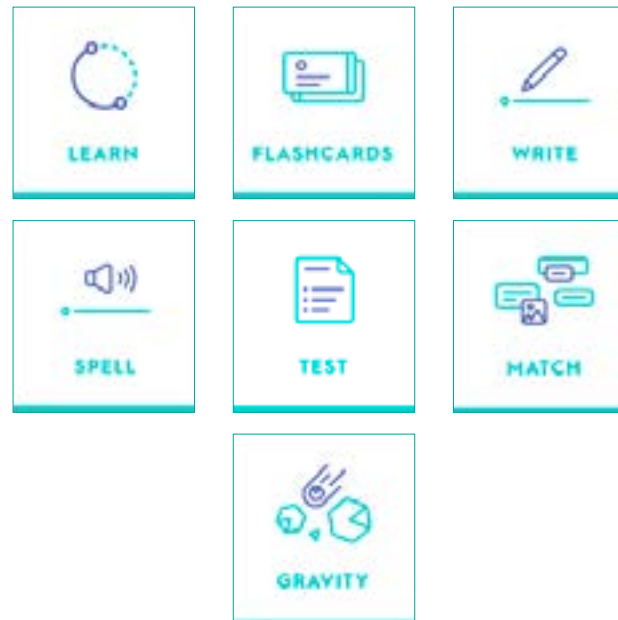 LEARN
FLASHCARDS
WRITE
SPELL
TEST
MATCH
GRAVITY